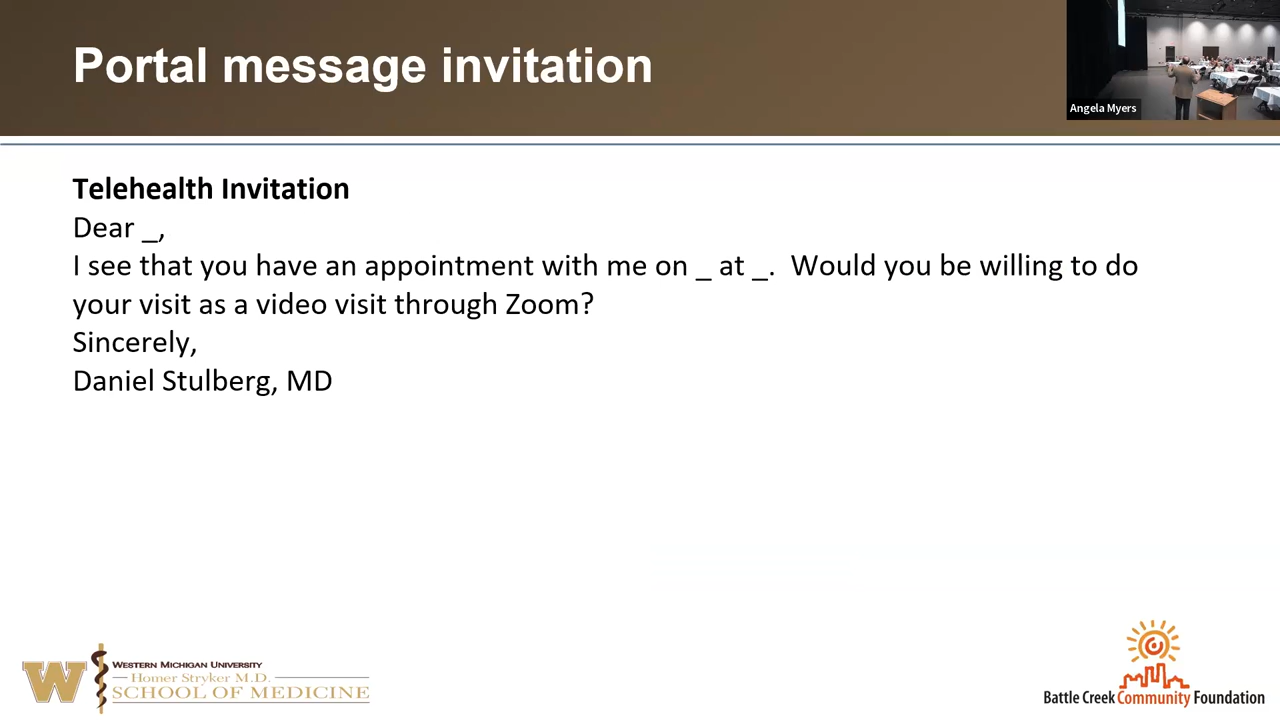 Portal message invitation
Angela Myers
Telehealth Invitation
Dear _,
I see that you have an appointment with me on _ at _.  Would you be willing to do
your visit as a video visit through Zoom?
Sincerely,
Daniel Stulberg, MD
W
WESTERN MICHIGAN UNIVERSITY
Homer Stryker M.D.
SCHOOL OF MEDICINE
Battle Creek Community Foundation